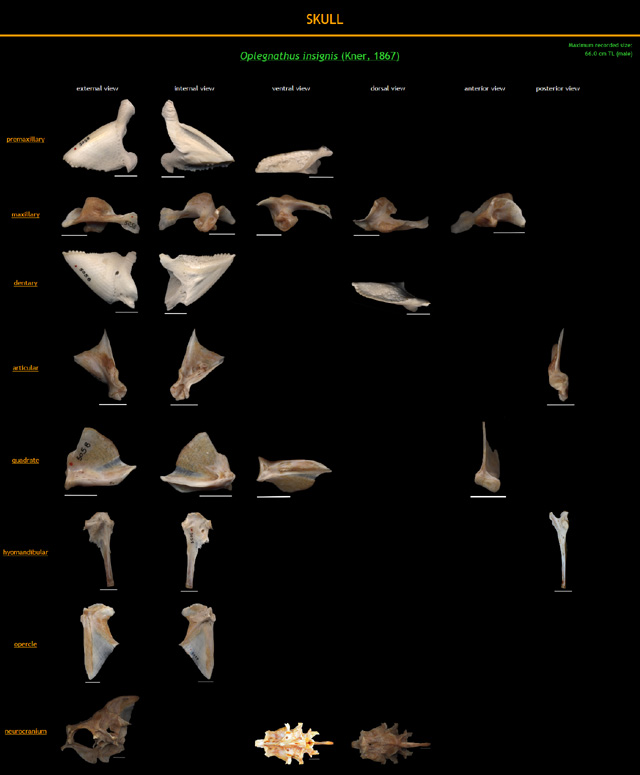 SKULL
Oplegnathus insignis (Kner, 1867)
Maximum recorded size:
66.0 cm TL (male)
external view internal view ventral view dorsal view anterior view posterior view
premaxillary
maxillary
dentary
articular
quadrate
hyomandibular
opercle
neurocranium